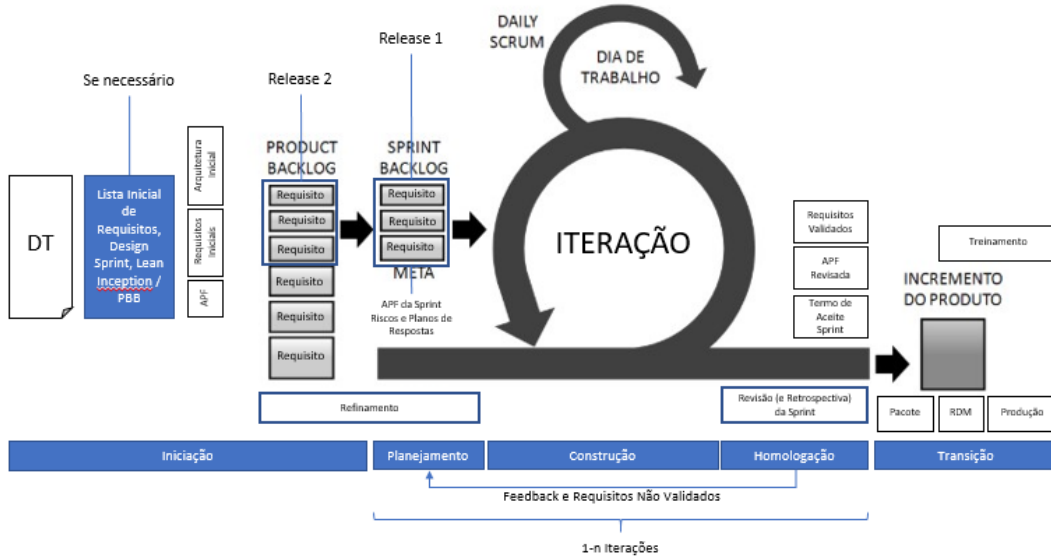 DAILY
SCRUM
DIA DE
TRABALHO
Release 1
Release 2
Se necessário
DT
Lista Inicial
de
Requisitos,
Design
Sprint, Lean
Inception /
PBB
Arquitetura
Inicial
Requisitos
Iniciais
APF
PRODUCT
BACKLOG
Requisito
Requisito
Requisito
Requisito
Requisito
Requisito
SPRINT
BACKLOG
Requisito
Requisito
Requisito
META
APF da Sprint
Riscos e Planos de
Respostas
ITERAÇÃO
Requisitos
Validados
APF
Revisada
Termo de
Aceite
Sprint
Treinamento
INCREMENTO
DO PRODUTO
Refinamento
Revisão (e Retrospectiva)
da Sprint
Pacote
RDM
Produção
Iniciação
Planejamento
Construção
Homologação
Transição
Feedback e Requisitos Não Validados
1-n Iterações